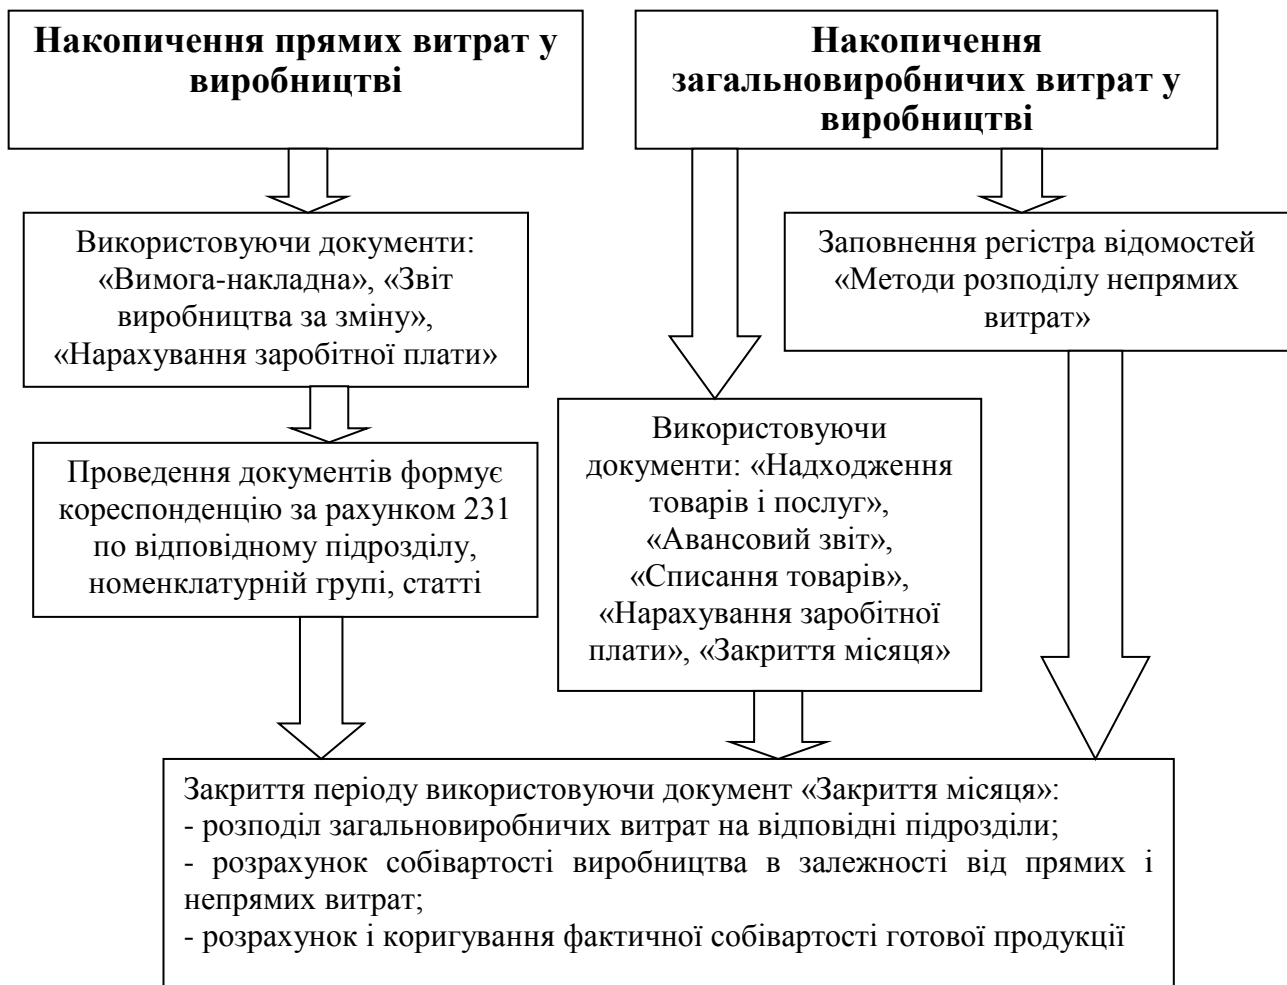 Накопичення прямих витрат у
виробництві
Накопичення
загальновиробничих витрат у
виробництві
Використовуючи документи:
«Вимога-накладна», «Звіт
виробництва за зміну»,
«Нарахування заробітної плати»
Заповнення регістра відомостей
«Методи розподілу непрямих
витрат»
Проведення документів формує
кореспонденцію за рахунком 231
по відповідному підрозділу,
номенклатурній групі, статті
Використовуючи
документи: «Надходження
товарів і послуг»,
«Авансовий звіт»,
«Списання товарів»,
«Нарахування заробітної
плати», «Закриття місяця»
Закриття періоду використовуючи документ «Закриття місяця»:
- розподіл загальновиробничих витрат на відповідні підрозділи;
- розрахунок собівартості виробництва в залежності від прямих і
непрямих витрат;
- розрахунок і коригування фактичної собівартості готової продукції